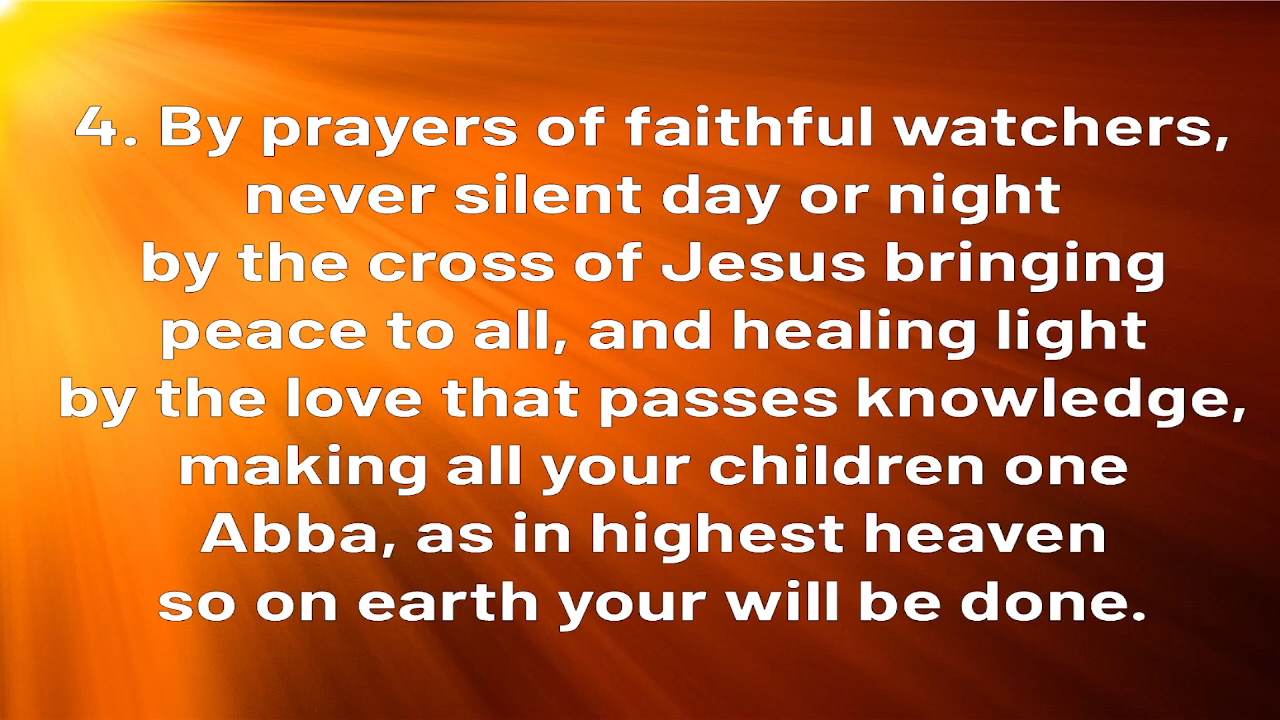 4. By prayers of faithful watchers,
never silent day or night
by the cross of Jesus bringing
peace to all, and healing light
by the love that passes knowledge,
making all your children one
Abba, as in highest heaven
so on earth your will be done.